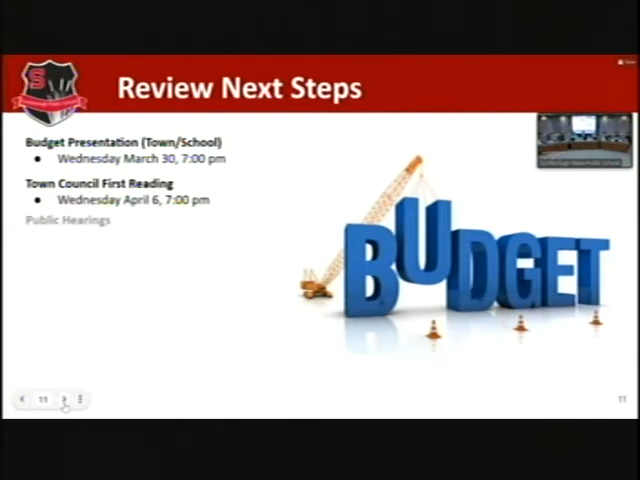 Review Next Steps
S
Budget Presentation (Town/School)
● Wednesday March 30, 7:00 pm
Town Council First Reading
● Wednesday April 6, 7:00 pm
Public Hearings
BUDGET
11
11